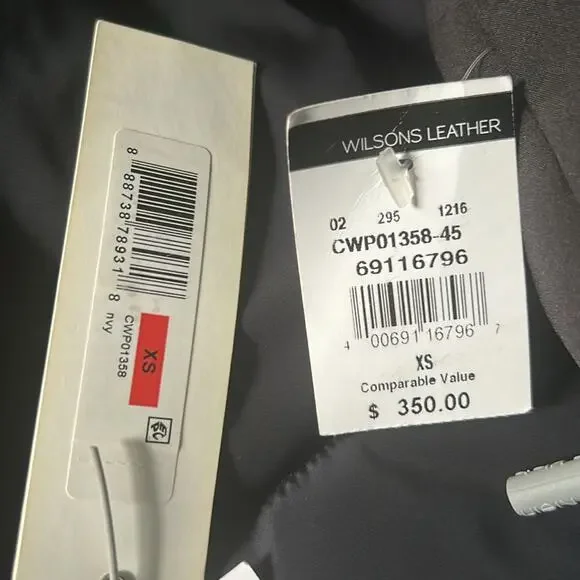 8 88738 78931 8
CWP01358
nvy
XS
WILSONS LEATHER
02 295 1216
CWP01358-45
69116796
4 00691 16796 7
XS
Comparable Value
$ 350.00